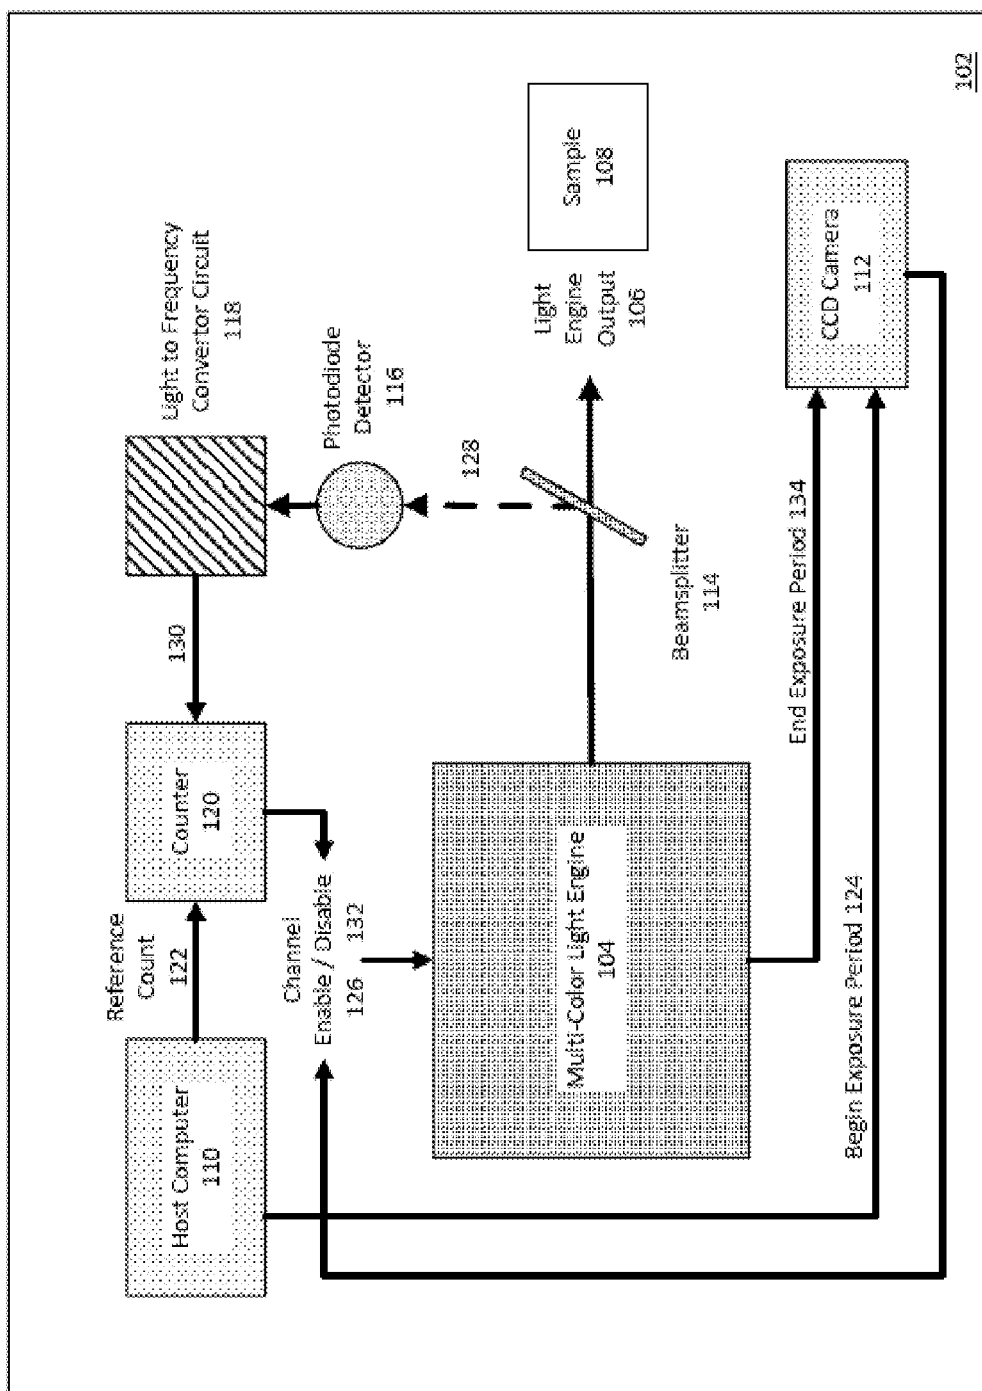 Host Computer
110
Reference
Count
122
Counter
120
130
Light to Frequency
Convertor Circuit
118
Channel
Enable / Disable
126
132
Photodiode
Detector
116
128
Multi-Color Light Engine
104
Beamsplitter
114
Light
Engine
Output
106
Sample
108
End Exposure Period 134
Begin Exposure Period 124
CCD Camera
112
102